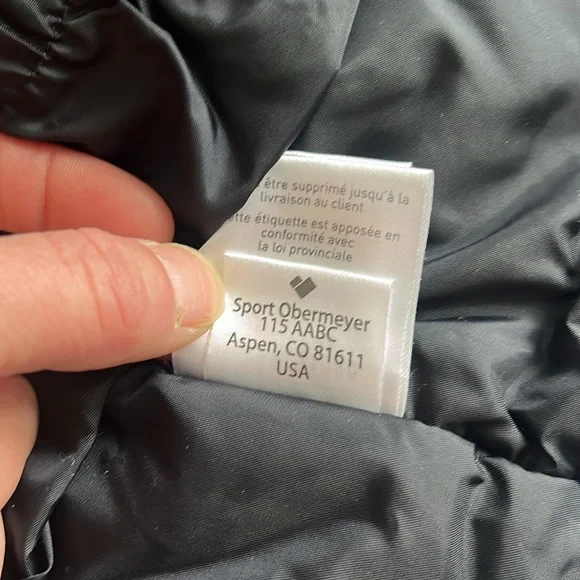 être supprimé jusqu'à la
livraison au client
étiquette est apposée en
conformité avec
la loi provinciale
Sport Obermeyer
115 AABC
Aspen, CO 81611
USA